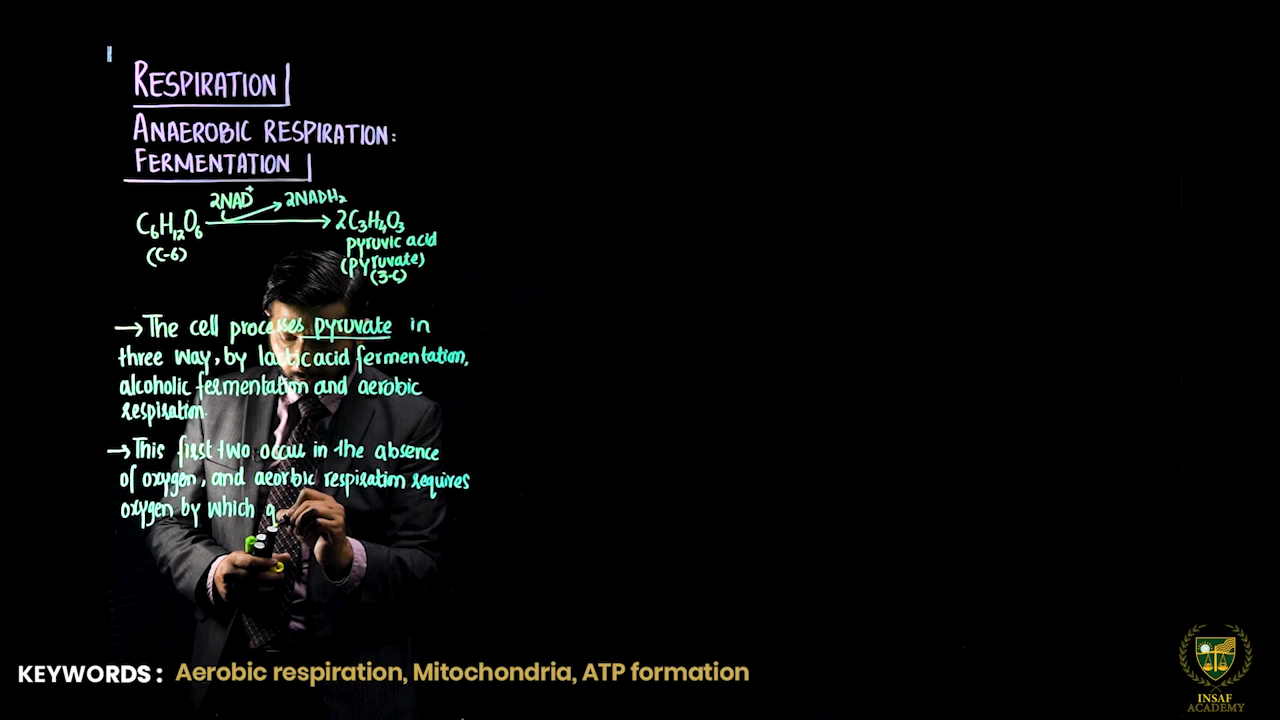 RESPIRATION
ANAEROBIC RESPIRATION:
FERMENTATION
2NAD⁺ 2NADH₂
C₆H₁₂O₆ 2C₃H₄O₃
(C-6) pyruvic acid
(pyruvate)
(3-C)
→The cell processes pyruvate in
three way, by lactic acid fermentation,
alcoholic fermentation and aerobic
respiration.
→This first two occur in the absence
of oxygen, and aeorbic respiration requires
oxygen by which g
KEYWORDS : Aerobic respiration, Mitochondria, ATP formation
INSAF
ACADEMY